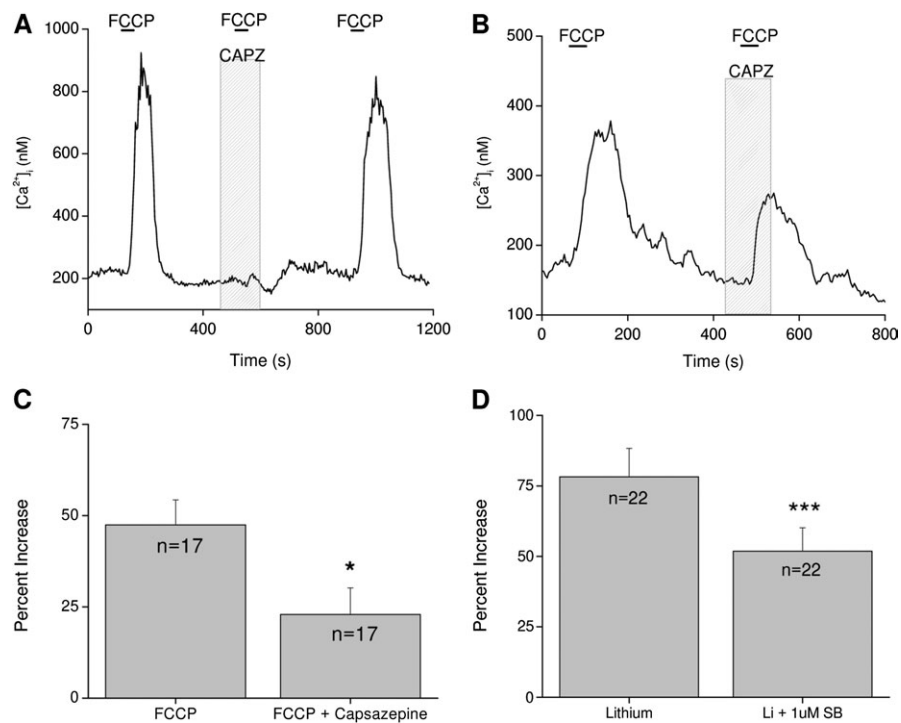 A
FCCP FCCP FCCP
CAPZ
1000
800
600
400
200
[Ca²⁺]ᵢ (nM)
0 400 800 1200
Time (s)
B
FCCP FCCP
CAPZ
500
400
300
200
100
[Ca²⁺]ᵢ (nM)
0 200 400 600 800
Time (s)
C
75
50
25
0
Percent Increase
n=17
*
n=17
FCCP FCCP + Capsazepine
D
100
75
50
25
0
Percent Increase
n=22
***
n=22
Lithium Li + 1uM SB